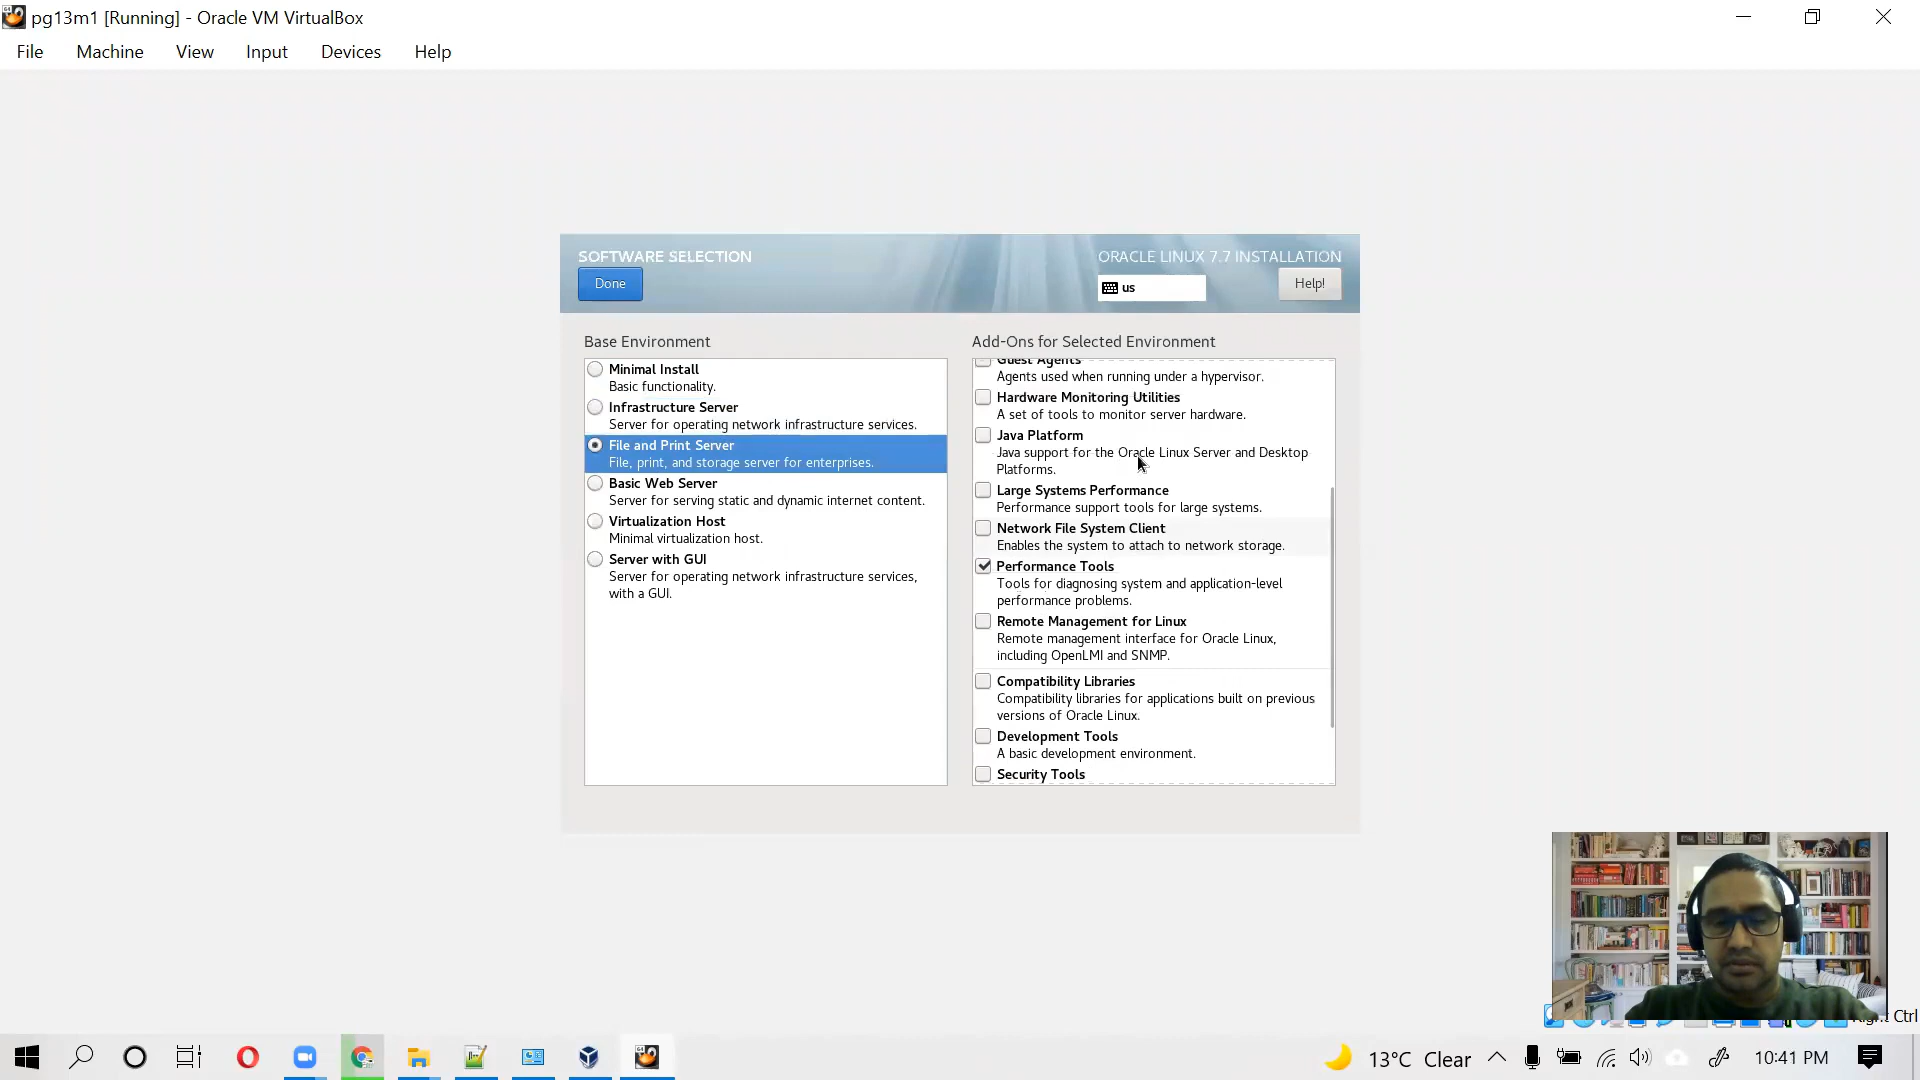 pg13m1 [Running] - Oracle VM VirtualBox
File Machine View Input Devices Help
SOFTWARE SELECTION
Done
ORACLE LINUX 7.7 INSTALLATION
us
Help!
Base Environment
Minimal Install
Basic functionality.
Infrastructure Server
Server for operating network infrastructure services.
File and Print Server
File, print, and storage server for enterprises.
Basic Web Server
Server for serving static and dynamic internet content.
Virtualization Host
Minimal virtualization host.
Server with GUI
Server for operating network infrastructure services,
with a GUI.
Add-Ons for Selected Environment
Guest Agents
Agents used when running under a hypervisor.
Hardware Monitoring Utilities
A set of tools to monitor server hardware.
Java Platform
Java support for the Oracle Linux Server and Desktop
Platforms.
Large Systems Performance
Performance support tools for large systems.
Network File System Client
Enables the system to attach to network storage.
Performance Tools
Tools for diagnosing system and application-level
performance problems.
Remote Management for Linux
Remote management interface for Oracle Linux,
including OpenLMI and SNMP.
Compatibility Libraries
Compatibility libraries for applications built on previous
versions of Oracle Linux.
Development Tools
A basic development environment.
Security Tools
Ctrl
13°C Clear
10:41 PM